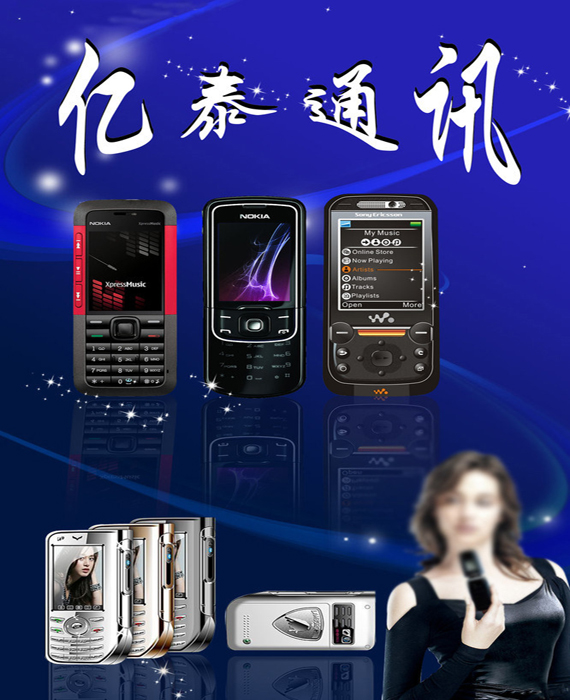 亿泰通讯
NOKIA XpressMusic
XpressMusic
NOKIA
Sony Ericsson
My Music
Online Store
Now Playing
Artists
Albums
Tracks
Playlists
Open More